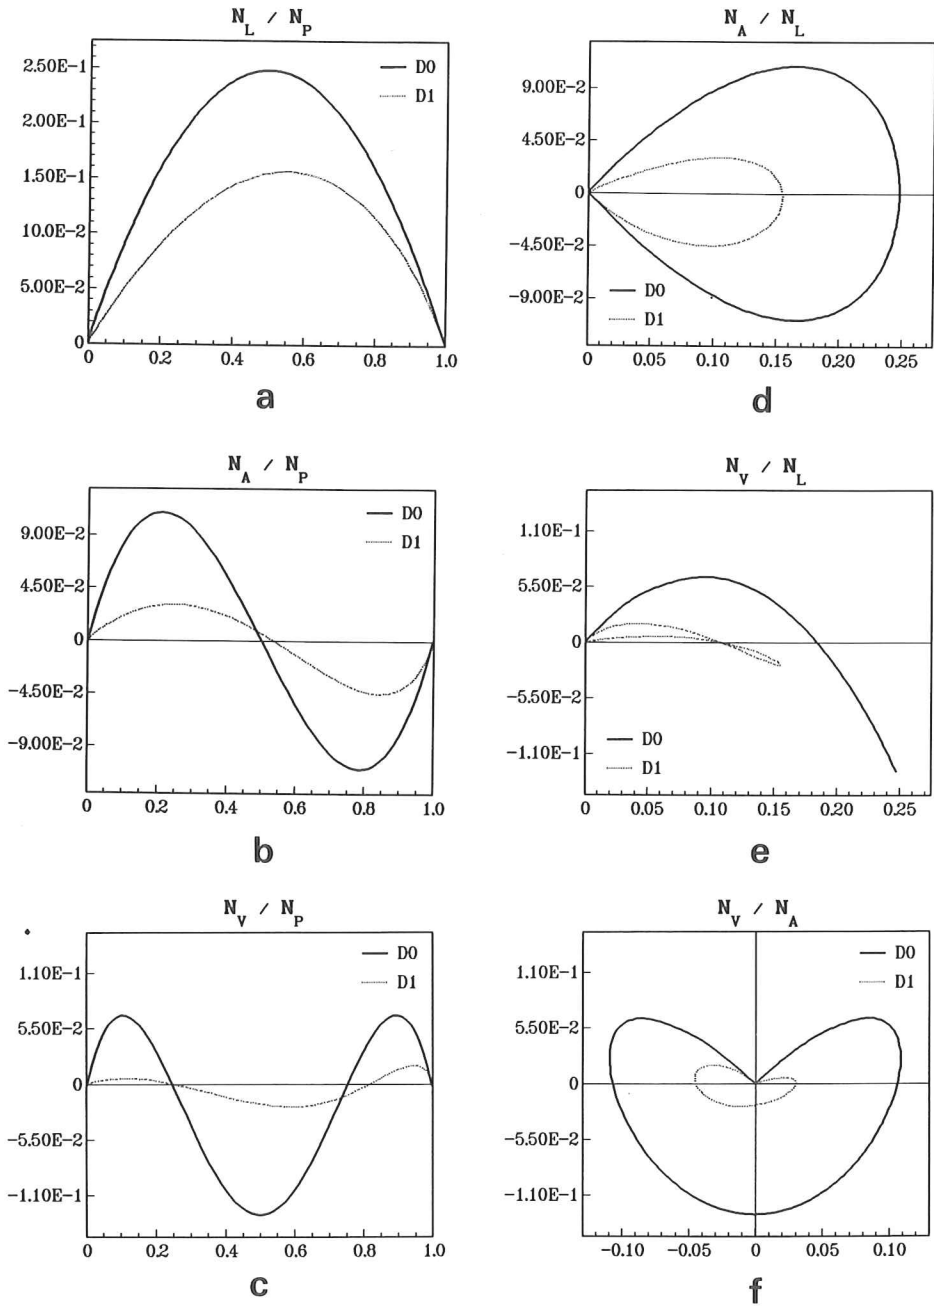 N_L / N_P
2.50E-1
2.00E-1
1.50E-1
10.0E-2
5.00E-2
0
D0
D1
0 0.2 0.4 0.6 0.8 1.0
a
N_A / N_L
9.00E-2
4.50E-2
0
-4.50E-2
-9.00E-2
D0
D1
0 0.05 0.10 0.15 0.20 0.25
d
N_A / N_P
9.00E-2
4.50E-2
0
-4.50E-2
-9.00E-2
D0
D1
0 0.2 0.4 0.6 0.8 1.0
b
N_V / N_L
1.10E-1
5.50E-2
0
-5.50E-2
-1.10E-1
D0
D1
0 0.05 0.10 0.15 0.20 0.25
e
N_V / N_P
1.10E-1
5.50E-2
0
-5.50E-2
-1.10E-1
D0
D1
0 0.2 0.4 0.6 0.8 1.0
c
N_V / N_A
1.10E-1
5.50E-2
0
-5.50E-2
-1.10E-1
D0
D1
-0.10 -0.05 0 0.05 0.10
f